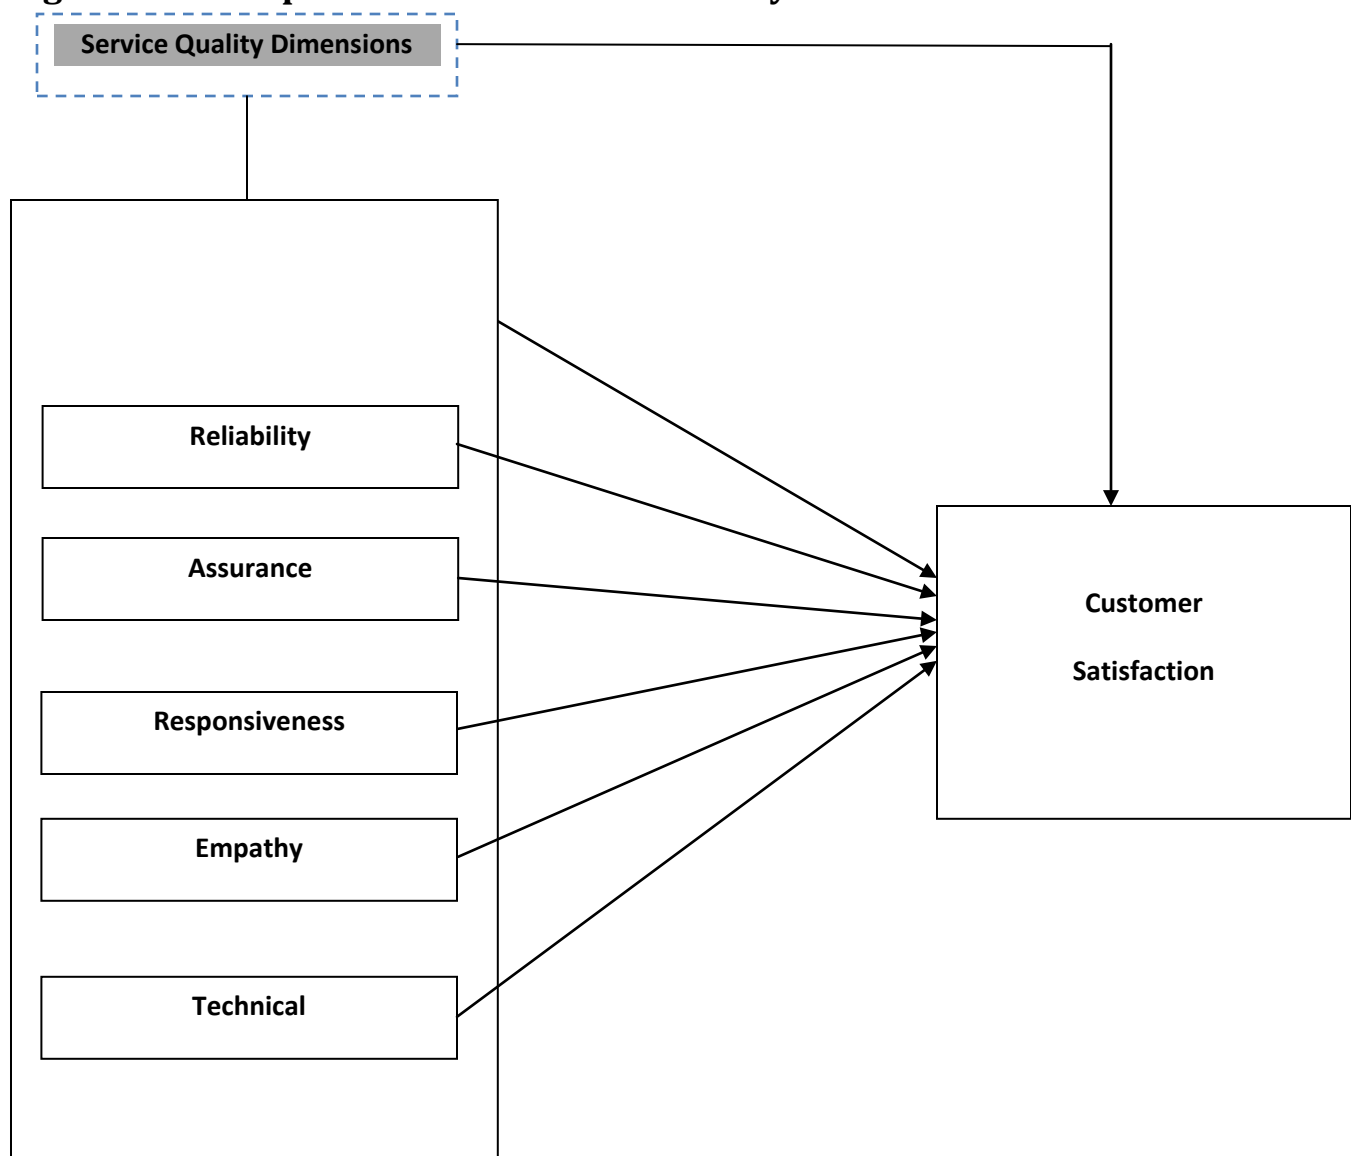 Service Quality Dimensions
Reliability
Assurance
Responsiveness
Empathy
Technical
Customer
Satisfaction